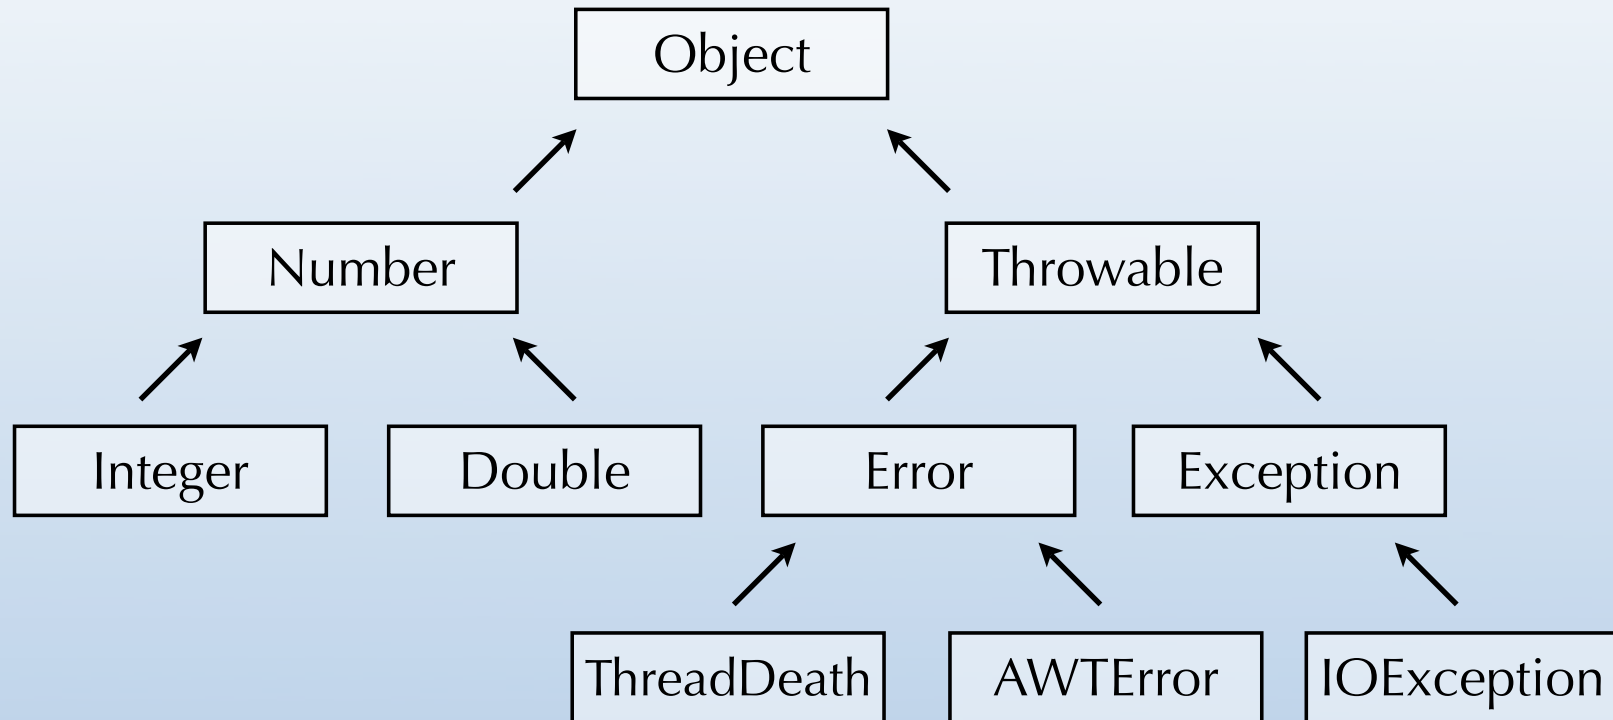 Object
Number
Throwable
Integer
Double
Error
Exception
ThreadDeath
AWTError
IOException